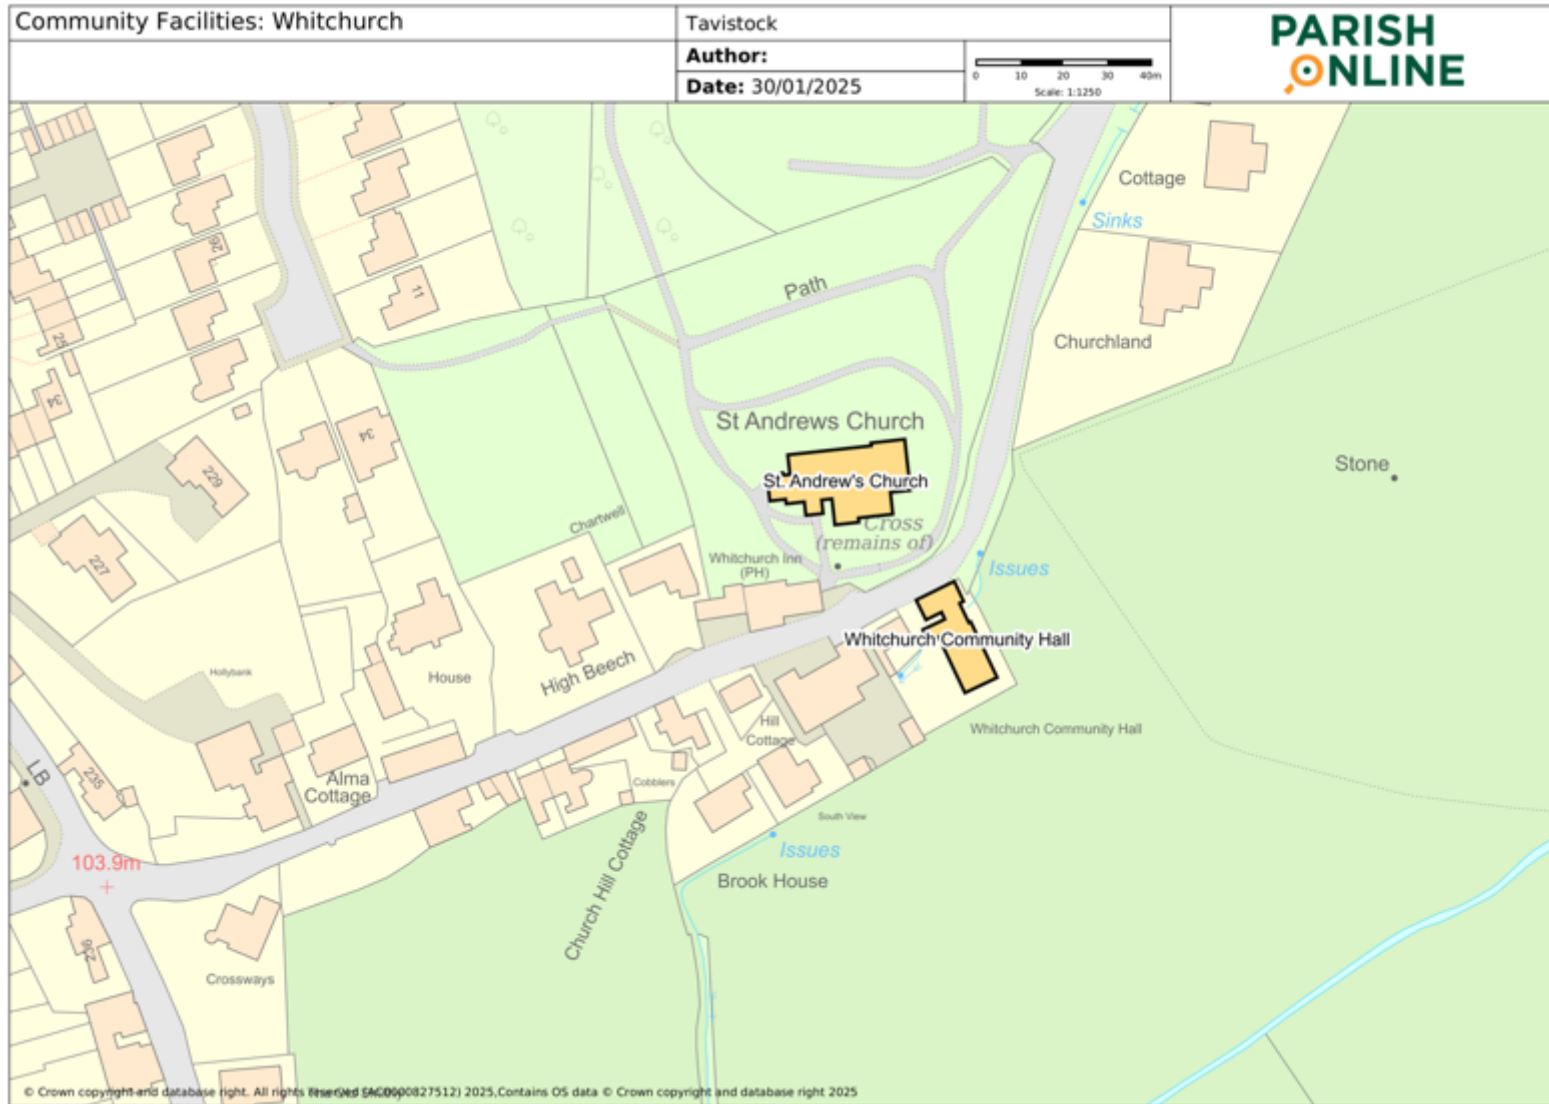 Community Facilities: Whitchurch
Tavistock
Author:
Date: 30/01/2025
0 10 20 30 40m
Scale: 1:1250
PARISH
ONLINE
Cottage
Sinks
26
11
Path
Churchland
25
34
34
St Andrews Church
St. Andrew's Church
Stone
229
Chartwell
Cross
(remains of)
Whitchurch Inn
(PH)
Issues
227
Whitchurch Community Hall
Hollybank
House
High Beech
Hill
Cottage
Whitchurch Community Hall
LB
235
Alma
Cottage
Cobblers
South View
Issues
103.9m
Church Hill Cottage
Brook House
236
Crossways
© Crown copyright and database right. All rights reserved (AC0000827512) 2025,Contains OS data © Crown copyright and database right 2025